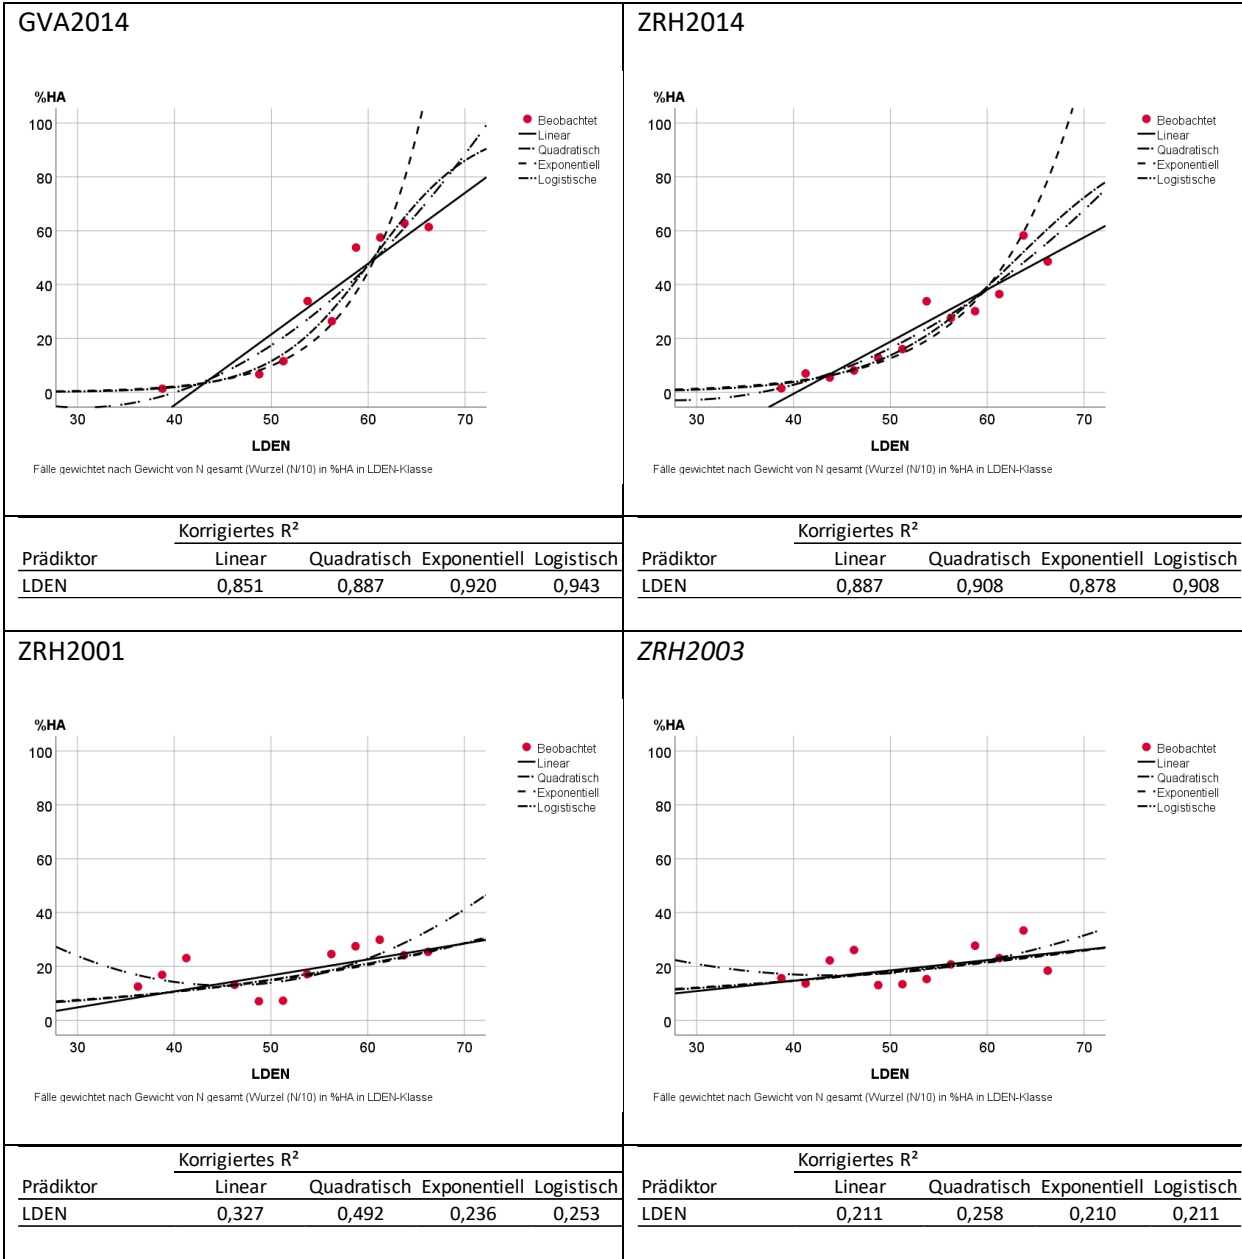 GVA2014
%HA
100
80
60
40
20
0
30 40 50 60 70
LDEN
Beobachtet
Linear
Quadratisch
Exponentiell
Logistische
Fälle gewichtet nach Gewicht von N gesamt (Wurzel (N/10) in %HA in LDEN-Klasse
Korrigiertes R²
Prädiktor Linear Quadratisch Exponentiell Logistisch
LDEN 0,851 0,887 0,920 0,943
ZRH2014
%HA
100
80
60
40
20
0
30 40 50 60 70
LDEN
Beobachtet
Linear
Quadratisch
Exponentiell
Logistische
Fälle gewichtet nach Gewicht von N gesamt (Wurzel (N/10) in %HA in LDEN-Klasse
Korrigiertes R²
Prädiktor Linear Quadratisch Exponentiell Logistisch
LDEN 0,887 0,908 0,878 0,908
ZRH2001
%HA
100
80
60
40
20
0
30 40 50 60 70
LDEN
Beobachtet
Linear
Quadratisch
Exponentiell
Logistische
Fälle gewichtet nach Gewicht von N gesamt (Wurzel (N/10) in %HA in LDEN-Klasse
Korrigiertes R²
Prädiktor Linear Quadratisch Exponentiell Logistisch
LDEN 0,327 0,492 0,236 0,253
ZRH2003
%HA
100
80
60
40
20
0
30 40 50 60 70
LDEN
Beobachtet
Linear
Quadratisch
Exponentiell
Logistische
Fälle gewichtet nach Gewicht von N gesamt (Wurzel (N/10) in %HA in LDEN-Klasse
Korrigiertes R²
Prädiktor Linear Quadratisch Exponentiell Logistisch
LDEN 0,211 0,258 0,210 0,211